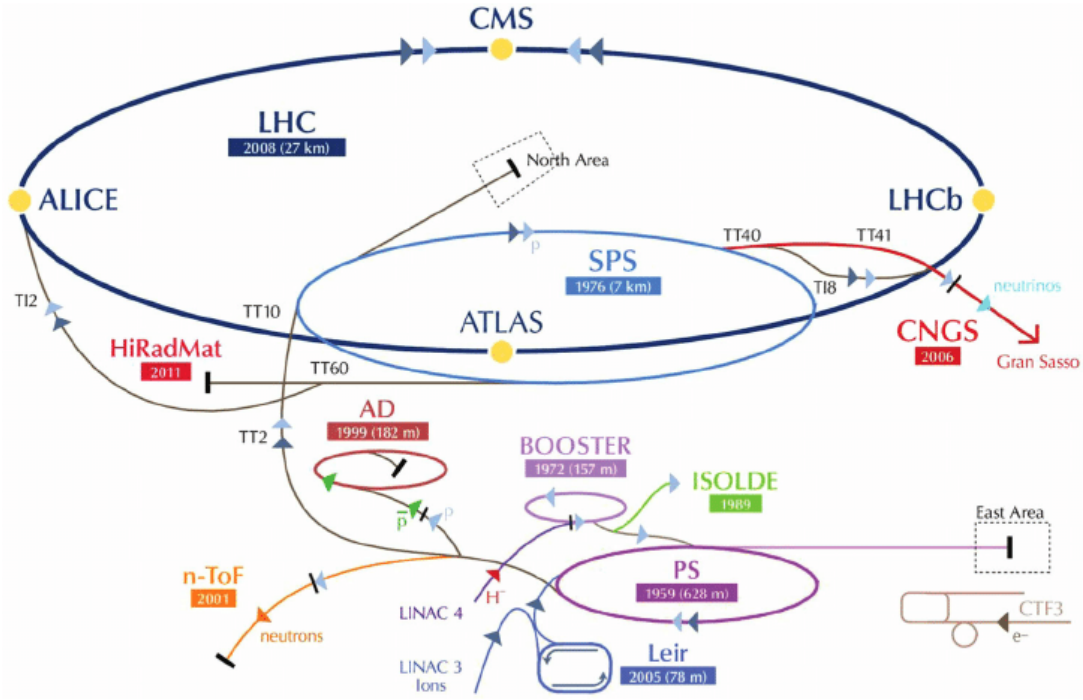 CMS
LHC
2008 (27 km)
North Area
ALICE
LHCb
TT40
TT41
p
SPS
1976 (7 km)
TI8
neutrinos
TI2
TT10
ATLAS
CNGS
2006
Gran Sasso
HiRadMat
2011
TT60
AD
1999 (182 m)
TT2
BOOSTER
1972 (157 m)
ISOLDE
1989
p̅
p
East Area
n-ToF
2001
PS
1959 (628 m)
H⁻
LINAC 4
neutrons
CTF3
e–
LINAC 3
Ions
Leir
2005 (78 m)